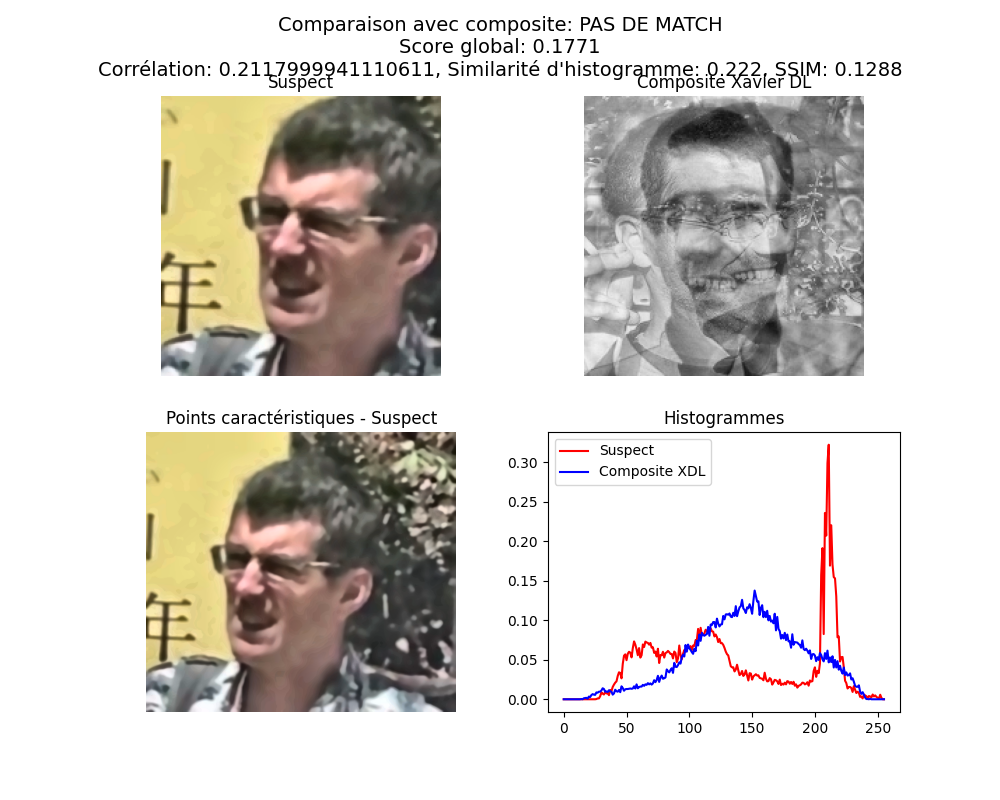 Comparaison avec composite: PAS DE MATCH
Score global: 0.1771
Corrélation: 0.2117999941110611, Similarité d'histogramme: 0.222, SSIM: 0.1288
Suspect
Composite Xavier DL
年
Points caractéristiques - Suspect
Histogrammes
年
Suspect
Composite XDL
0.30
0.25
0.20
0.15
0.10
0.05
0.00
0 50 100 150 200 250